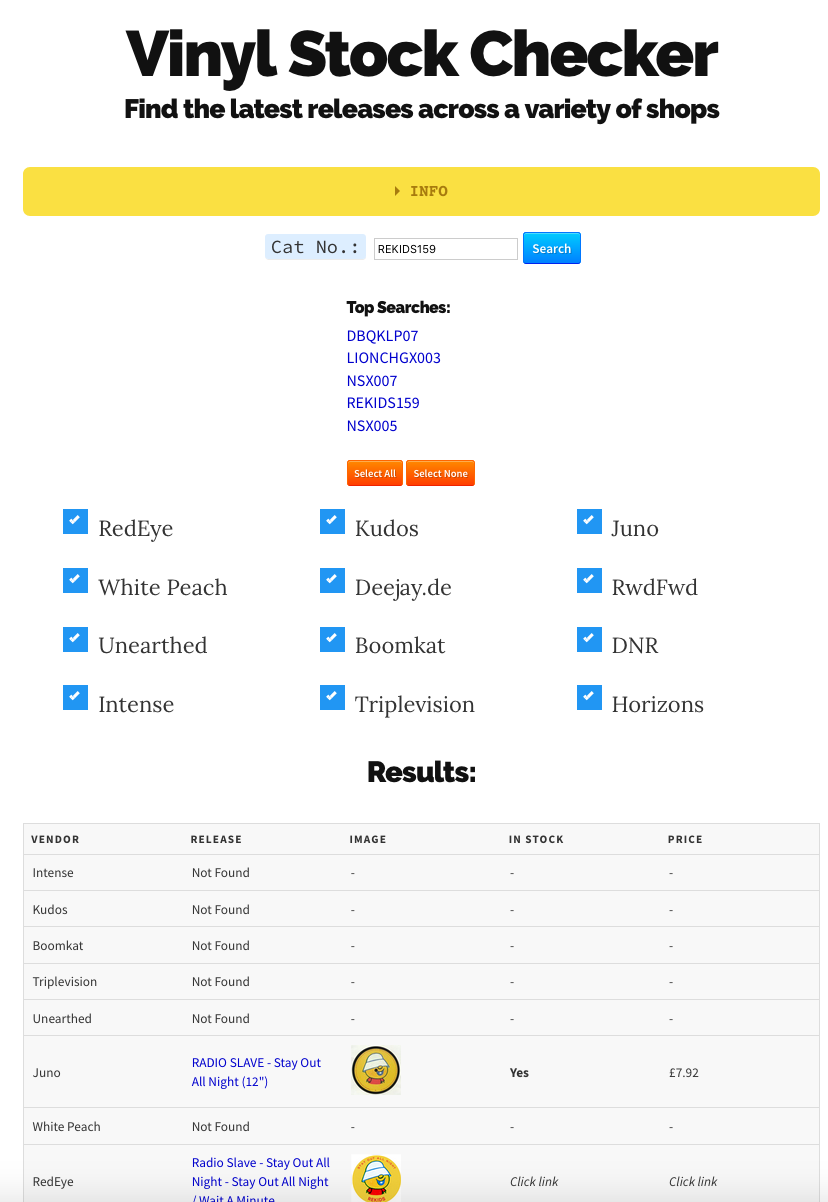 Vinyl Stock Checker
Find the latest releases across a variety of shops
INFO
Cat No.: REKIDS159 Search
Top Searches:
DBQKLP07
LIONCHGX003
NSX007
REKIDS159
NSX005
Select All Select None
RedEye Kudos Juno
White Peach Deejay.de RwdFwd
Unearthed Boomkat DNR
Intense Triplevision Horizons
Results:
VENDOR RELEASE IMAGE IN STOCK PRICE
Intense Not Found - - -
Kudos Not Found - - -
Boomkat Not Found - - -
Triplevision Not Found - - -
Unearthed Not Found - - -
RADIO SLAVE - Stay Out
Juno Yes £7.92
All Night (12")
White Peach Not Found - - -
Radio Slave - Stay Out All
RedEye Night - Stay Out All Night Click link Click link
/ Wait A Minute
STAY OUT ALL NIGHT
REKIDS